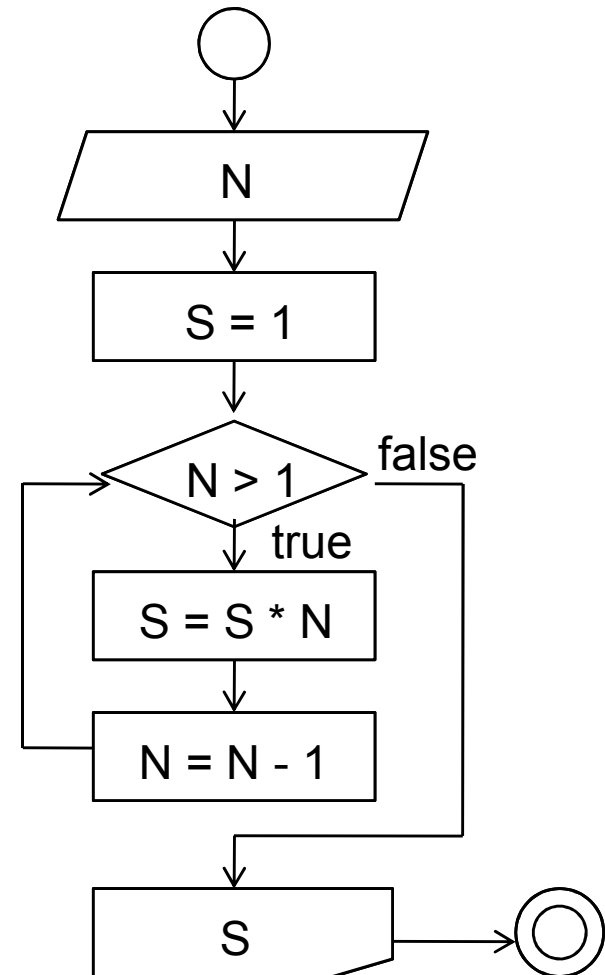 N
S = 1
N > 1
false
true
S = S * N
N = N - 1
S